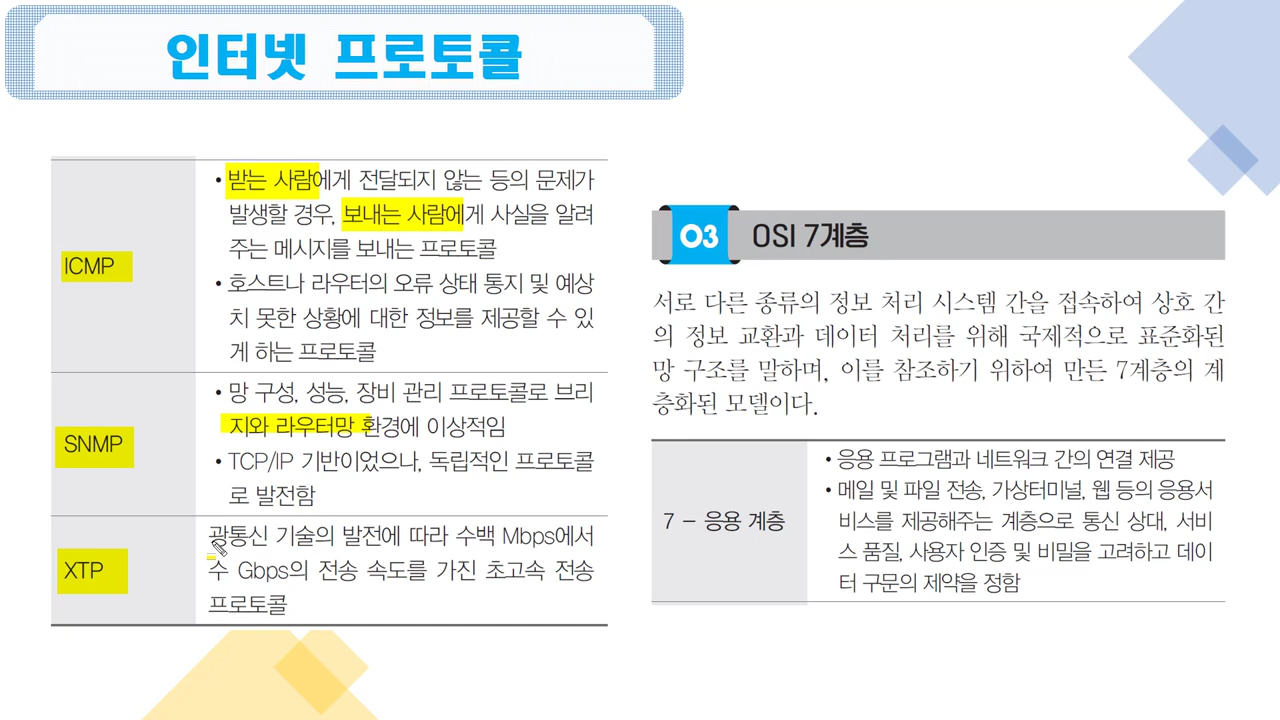 인터넷 프로토콜
ICMP
• 받는 사람에게 전달되지 않는 등의 문제가
발생할 경우, 보내는 사람에게 사실을 알려
주는 메시지를 보내는 프로토콜
• 호스트나 라우터의 오류 상태 통지 및 예상
치 못한 상황에 대한 정보를 제공할 수 있
게 하는 프로토콜
SNMP
• 망 구성, 성능, 장비 관리 프로토콜로 브리
지와 라우터망 환경에 이상적임
• TCP/IP 기반이었으나, 독립적인 프로토콜
로 발전함
XTP
광통신 기술의 발전에 따라 수백 Mbps에서
수 Gbps의 전송 속도를 가진 초고속 전송
프로토콜
03 OSI 7계층
서로 다른 종류의 정보 처리 시스템 간을 접속하여 상호 간
의 정보 교환과 데이터 처리를 위해 국제적으로 표준화된
망 구조를 말하며, 이를 참조하기 위하여 만든 7계층의 계
층화된 모델이다.
7 - 응용 계층
• 응용 프로그램과 네트워크 간의 연결 제공
• 메일 및 파일 전송, 가상터미널, 웹 등의 응용서
비스를 제공해주는 계층으로 통신 상대, 서비
스 품질, 사용자 인증 및 비밀을 고려하고 데이
터 구문의 제약을 정함